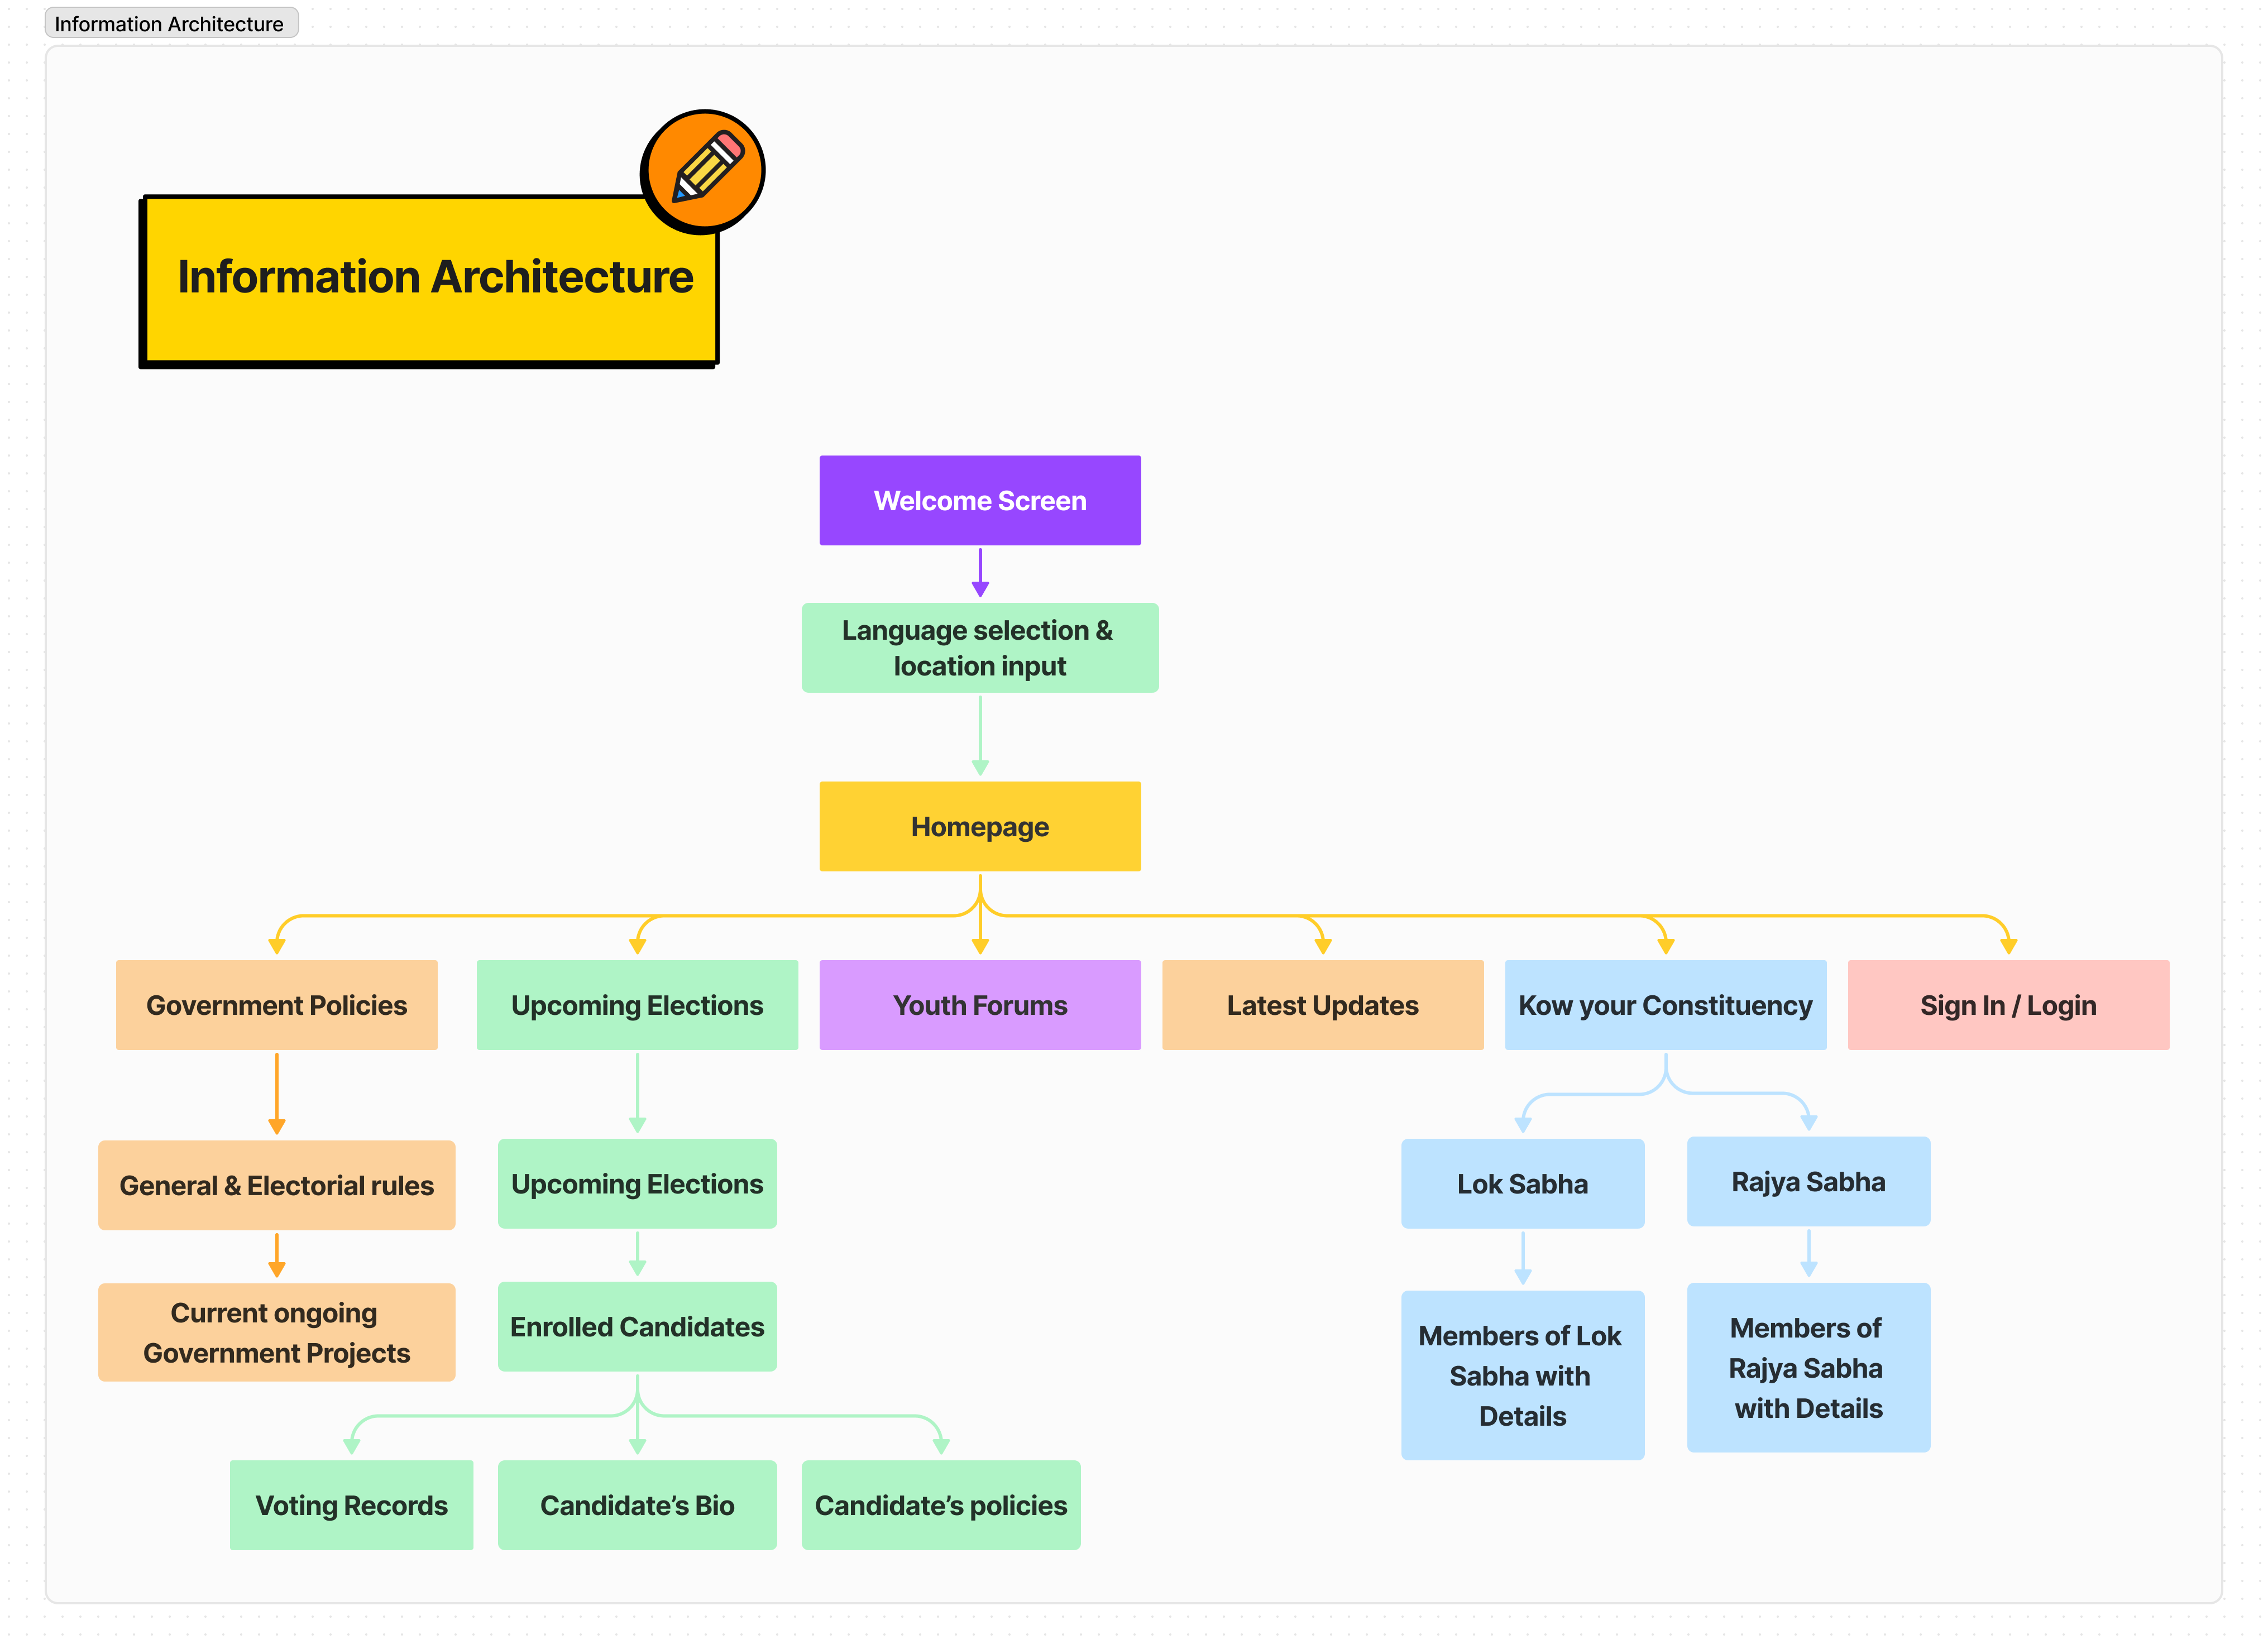 Information Architecture
Information Architecture
Welcome Screen
Language selection &
location input
Homepage
Government Policies
Upcoming Elections
Youth Forums
Latest Updates
Kow your Constituency
Sign In / Login
General & Electorial rules
Upcoming Elections
Lok Sabha
Rajya Sabha
Current ongoing
Government Projects
Enrolled Candidates
Members of Lok
Sabha with
Details
Members of
Rajya Sabha
with Details
Voting Records
Candidate’s Bio
Candidate’s policies